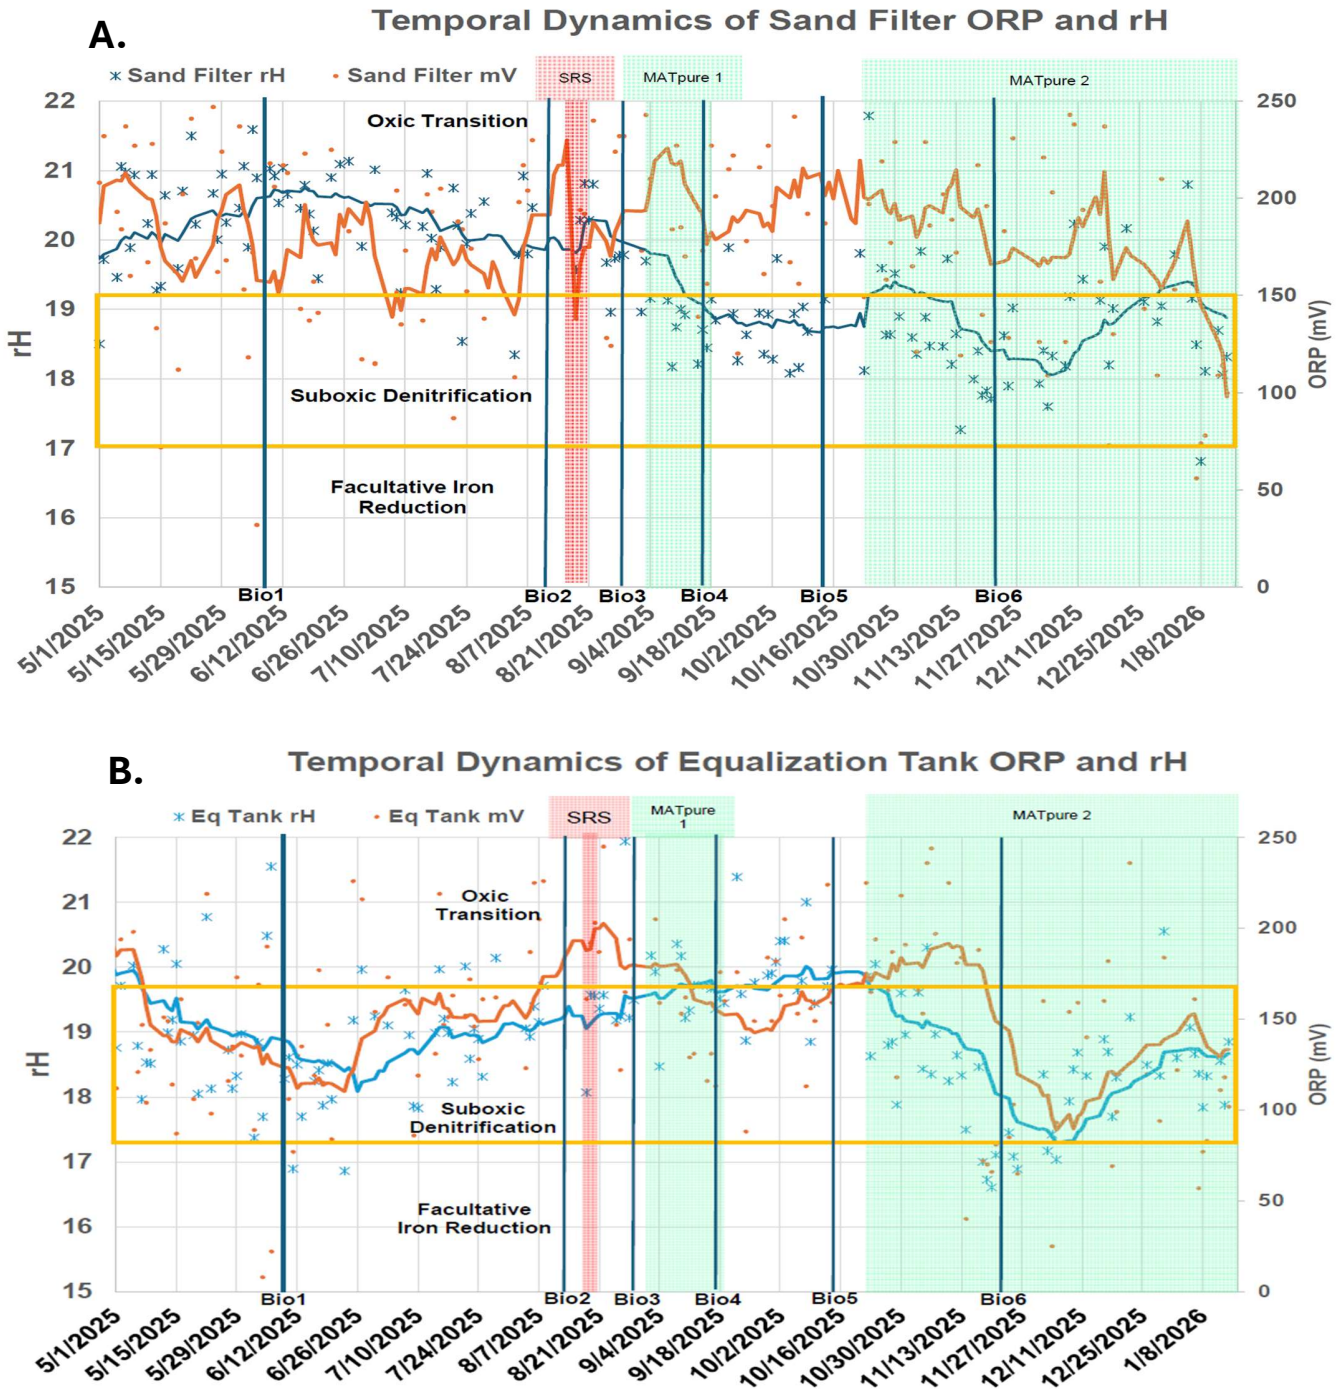 A.
Temporal Dynamics of Sand Filter ORP and rH
Sand Filter rH
Sand Filter mV
SRS
MATpure 1
MATpure 2
22
21
20
19
18
17
16
15
rH
250
200
150
100
50
0
ORP (mV)
Oxic Transition
Suboxic Denitrification
Facultative Iron
Reduction
Bio1
Bio2
Bio3
Bio4
Bio5
Bio6
5/1/2025
5/15/2025
5/29/2025
6/12/2025
6/26/2025
7/10/2025
7/24/2025
8/7/2025
8/21/2025
9/4/2025
9/18/2025
10/2/2025
10/16/2025
10/30/2025
11/13/2025
11/27/2025
12/11/2025
12/25/2025
1/8/2026
B.
Temporal Dynamics of Equalization Tank ORP and rH
Eq Tank rH
Eq Tank mV
SRS
MATpure
1
MATpure 2
22
21
20
19
18
17
16
15
rH
250
200
150
100
50
0
ORP (mV)
Oxic
Transition
Suboxic
Denitrification
Facultative
Iron Reduction
Bio1
Bio2
Bio3
Bio4
Bio5
Bio6
5/1/2025
5/15/2025
5/29/2025
6/12/2025
6/26/2025
7/10/2025
7/24/2025
8/7/2025
8/21/2025
9/4/2025
9/18/2025
10/2/2025
10/16/2025
10/30/2025
11/13/2025
11/27/2025
12/11/2025
12/25/2025
1/8/2026